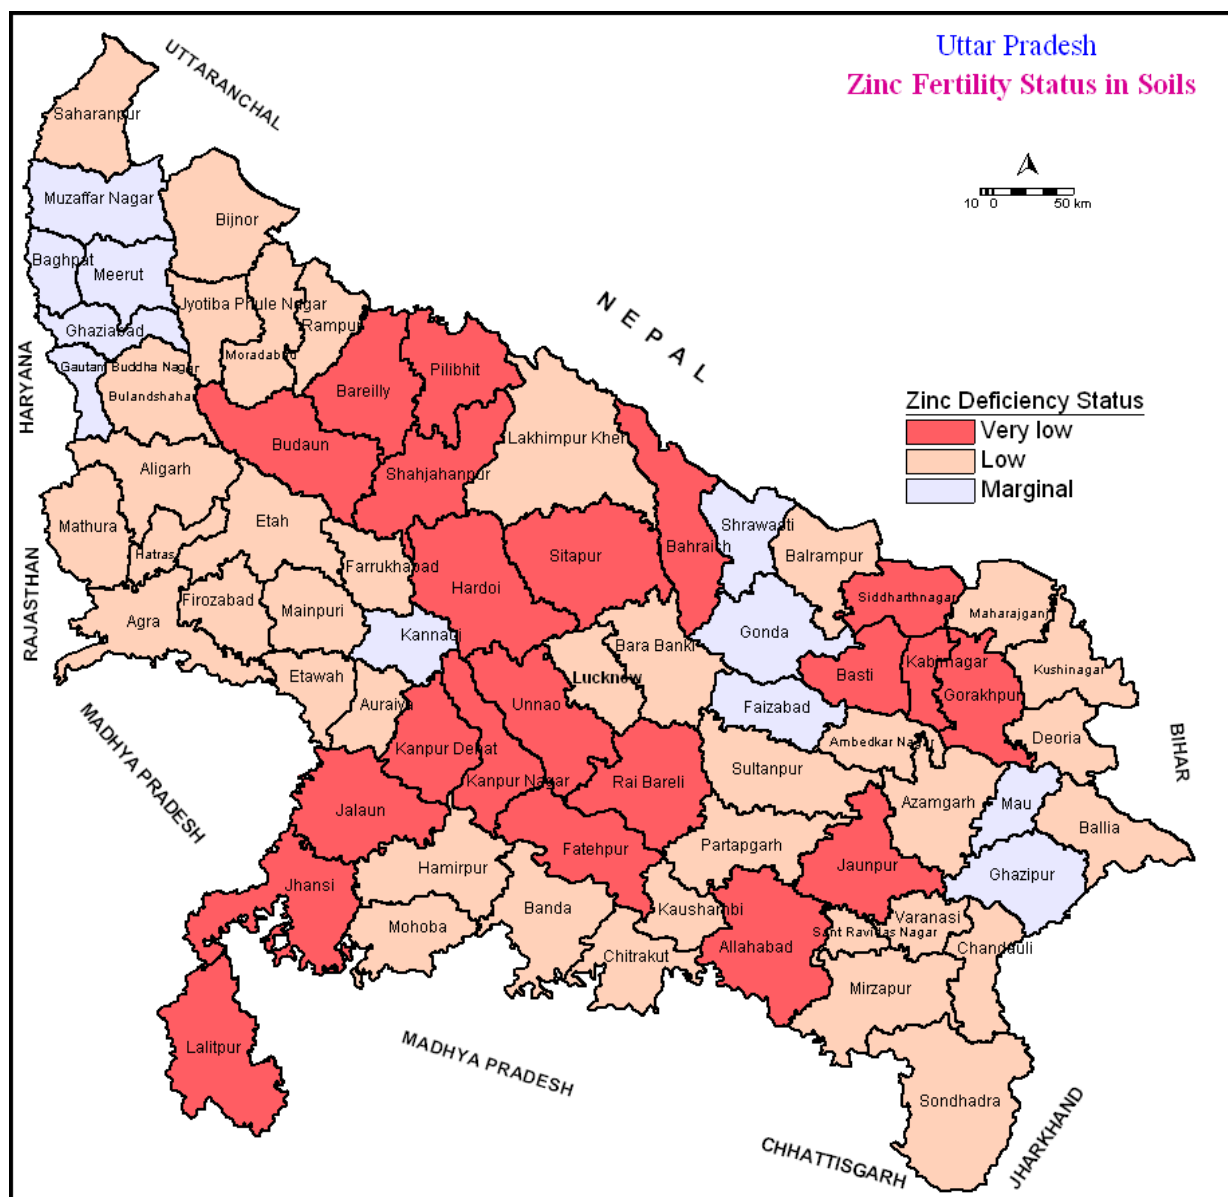 Uttar Pradesh
Zinc Fertility Status in Soils
UTTARANCHAL
Saharanpur
Muzaffar Nagar
Bijnor
10 0 50 km
Baghpat
Meerut
Jyotiba Phule Nagar
Ghaziabad
Rampur
NEPAL
HARYANA
Gautam Buddha Nagar
Moradabad
Bulandshahar
Bareilly
Pilibhit
Zinc Deficiency Status
Very low
Low
Marginal
Budaun
Lakhimpur Kheri
Aligarh
Shahjahanpur
Mathura
Etah
Shrawasti
Hatras
Sitapur
Bahraich
Balrampur
RAJASTHAN
Farrukhabad
Hardoi
Firozabad
Siddharthnagar
Mainpuri
Maharajganj
Agra
Kannauj
Gonda
Bara Banki
Kabirnagar
Kushinagar
Etawah
Lucknow
Basti
Gorakhpur
Auraiya
Unnao
Faizabad
MADHYA PRADESH
Kanpur Dehat
Ambedkar Nagar
Deoria
BIHAR
Sultanpur
Kanpur Nagar
Rai Bareli
Jalaun
Azamgarh
Mau
Ballia
Fatehpur
Partapgarh
Hamirpur
Jaunpur
Ghazipur
Jhansi
Banda
Kaushambi
Varanasi
Mohoba
Sant Ravidas Nagar
Allahabad
Chandauli
Chitrakut
Mirzapur
Lalitpur
MADHYA PRADESH
Sondhadra
CHHATTISGARH
JHARKHAND